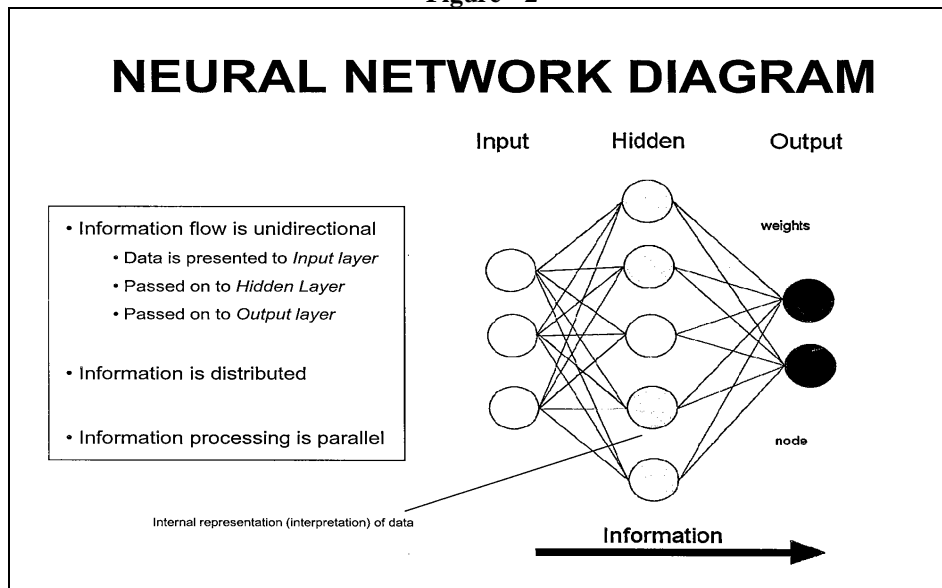 Figure - 2
NEURAL NETWORK DIAGRAM
Input Hidden Output
• Information flow is unidirectional
• Data is presented to Input layer
• Passed on to Hidden Layer
• Passed on to Output layer
• Information is distributed
• Information processing is parallel
weights
node
Internal representation (interpretation) of data
Information